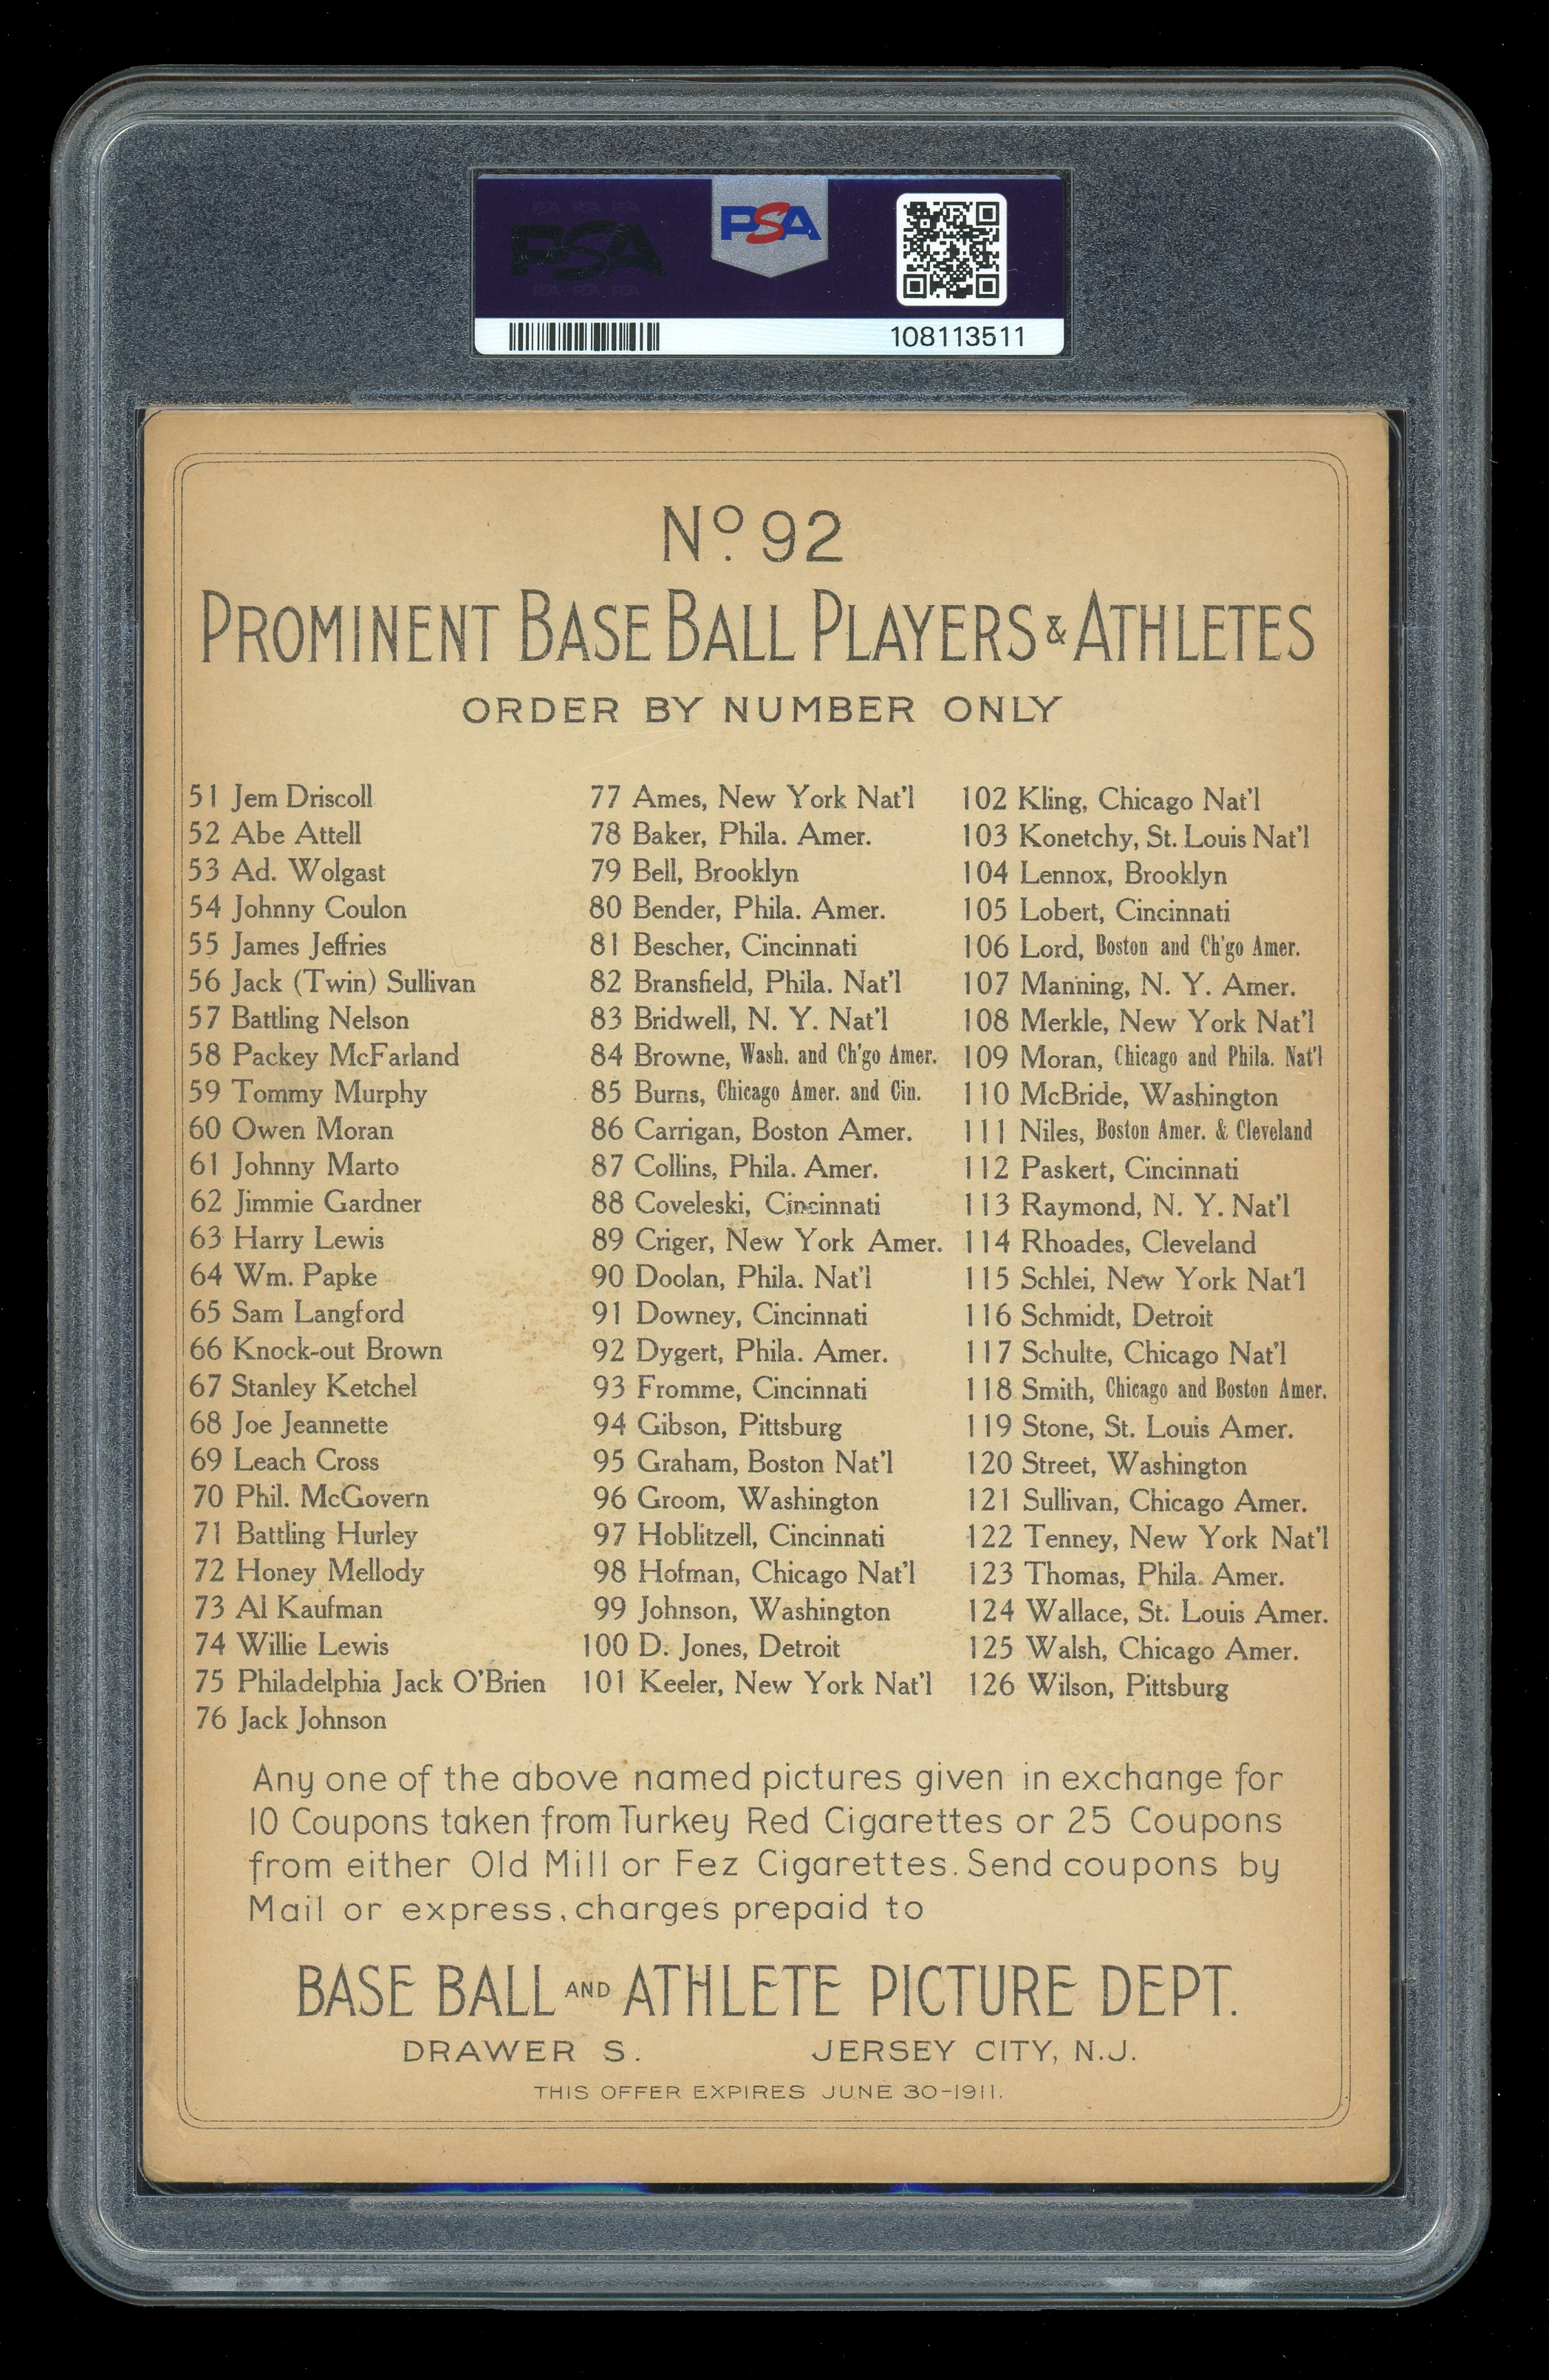 PSA
PSA
108113511
Nº 92
PROMINENT BASE BALL PLAYERS & ATHLETES
ORDER BY NUMBER ONLY
51 Jem Driscoll
52 Abe Attell
53 Ad. Wolgast
54 Johnny Coulon
55 James Jeffries
56 Jack (Twin) Sullivan
57 Battling Nelson
58 Packey McFarland
59 Tommy Murphy
60 Owen Moran
61 Johnny Marto
62 Jimmie Gardner
63 Harry Lewis
64 Wm. Papke
65 Sam Langford
66 Knock-out Brown
67 Stanley Ketchel
68 Joe Jeannette
69 Leach Cross
70 Phil. McGovern
71 Battling Hurley
72 Honey Mellody
73 Al Kaufman
74 Willie Lewis
75 Philadelphia Jack O'Brien
76 Jack Johnson
77 Ames, New York Nat'l
78 Baker, Phila. Amer.
79 Bell, Brooklyn
80 Bender, Phila. Amer.
81 Bescher, Cincinnati
82 Bransfield, Phila. Nat'l
83 Bridwell, N. Y. Nat'l
84 Browne, Wash. and Ch'go Amer.
85 Burns, Chicago Amer. and Cin.
86 Carrigan, Boston Amer.
87 Collins, Phila. Amer.
88 Coveleski, Cincinnati
89 Criger, New York Amer.
90 Doolan, Phila. Nat'l
91 Downey, Cincinnati
92 Dygert, Phila. Amer.
93 Fromme, Cincinnati
94 Gibson, Pittsburg
95 Graham, Boston Nat'l
96 Groom, Washington
97 Hoblitzell, Cincinnati
98 Hofman, Chicago Nat'l
99 Johnson, Washington
100 D. Jones, Detroit
101 Keeler, New York Nat'l
102 Kling, Chicago Nat'l
103 Konetchy, St. Louis Nat'l
104 Lennox, Brooklyn
105 Lobert, Cincinnati
106 Lord, Boston and Ch'go Amer.
107 Manning, N. Y. Amer.
108 Merkle, New York Nat'l
109 Moran, Chicago and Phila. Nat'l
110 McBride, Washington
111 Niles, Boston Amer. & Cleveland
112 Paskert, Cincinnati
113 Raymond, N. Y. Nat'l
114 Rhoades, Cleveland
115 Schlei, New York Nat'l
116 Schmidt, Detroit
117 Schulte, Chicago Nat'l
118 Smith, Chicago and Boston Amer.
119 Stone, St. Louis Amer.
120 Street, Washington
121 Sullivan, Chicago Amer.
122 Tenney, New York Nat'l
123 Thomas, Phila. Amer.
124 Wallace, St. Louis Amer.
125 Walsh, Chicago Amer.
126 Wilson, Pittsburg
Any one of the above named pictures given in exchange for
10 Coupons taken from Turkey Red Cigarettes or 25 Coupons
from either Old Mill or Fez Cigarettes. Send coupons by
Mail or express, charges prepaid to
BASE BALL AND ATHLETE PICTURE DEPT.
DRAWER S. JERSEY CITY, N.J.
THIS OFFER EXPIRES JUNE 30-1911.